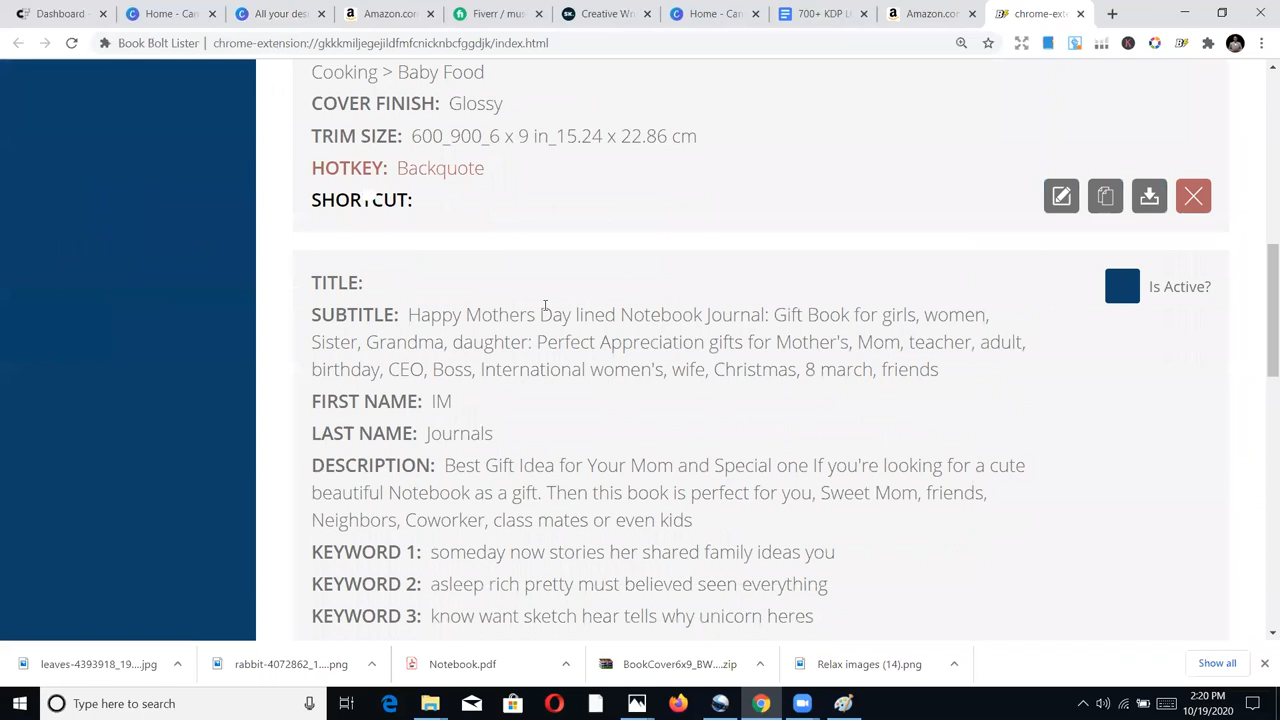 Dashboard -
Home - Can
All your des
Amazon.com
Fiverr / mus
Creative Wo
Home - Can
700+ KDP U
Amazon.com
chrome-exte
Book Bolt Lister | chrome-extension://gkkkmiljegejildfmfcnicknbcfggdjk/index.html
Cooking > Baby Food
COVER FINISH: Glossy
TRIM SIZE: 600_900_6 x 9 in_15.24 x 22.86 cm
HOTKEY: Backquote
SHORTCUT:
TITLE:
Is Active?
SUBTITLE: Happy Mothers Day lined Notebook Journal: Gift Book for girls, women,
Sister, Grandma, daughter: Perfect Appreciation gifts for Mother's, Mom, teacher, adult,
birthday, CEO, Boss, International women's, wife, Christmas, 8 march, friends
FIRST NAME: IM
LAST NAME: Journals
DESCRIPTION: Best Gift Idea for Your Mom and Special one If you're looking for a cute
beautiful Notebook as a gift. Then this book is perfect for you, Sweet Mom, friends,
Neighbors, Coworker, class mates or even kids
KEYWORD 1: someday now stories her shared family ideas you
KEYWORD 2: asleep rich pretty must believed seen everything
KEYWORD 3: know want sketch hear tells why unicorn heres
leaves-4393918_19....jpg
rabbit-4072862_1....png
Notebook.pdf
BookCover6x9_BW....zip
Relax images (14).png
Show all
Type here to search
2:20 PM
10/19/2020